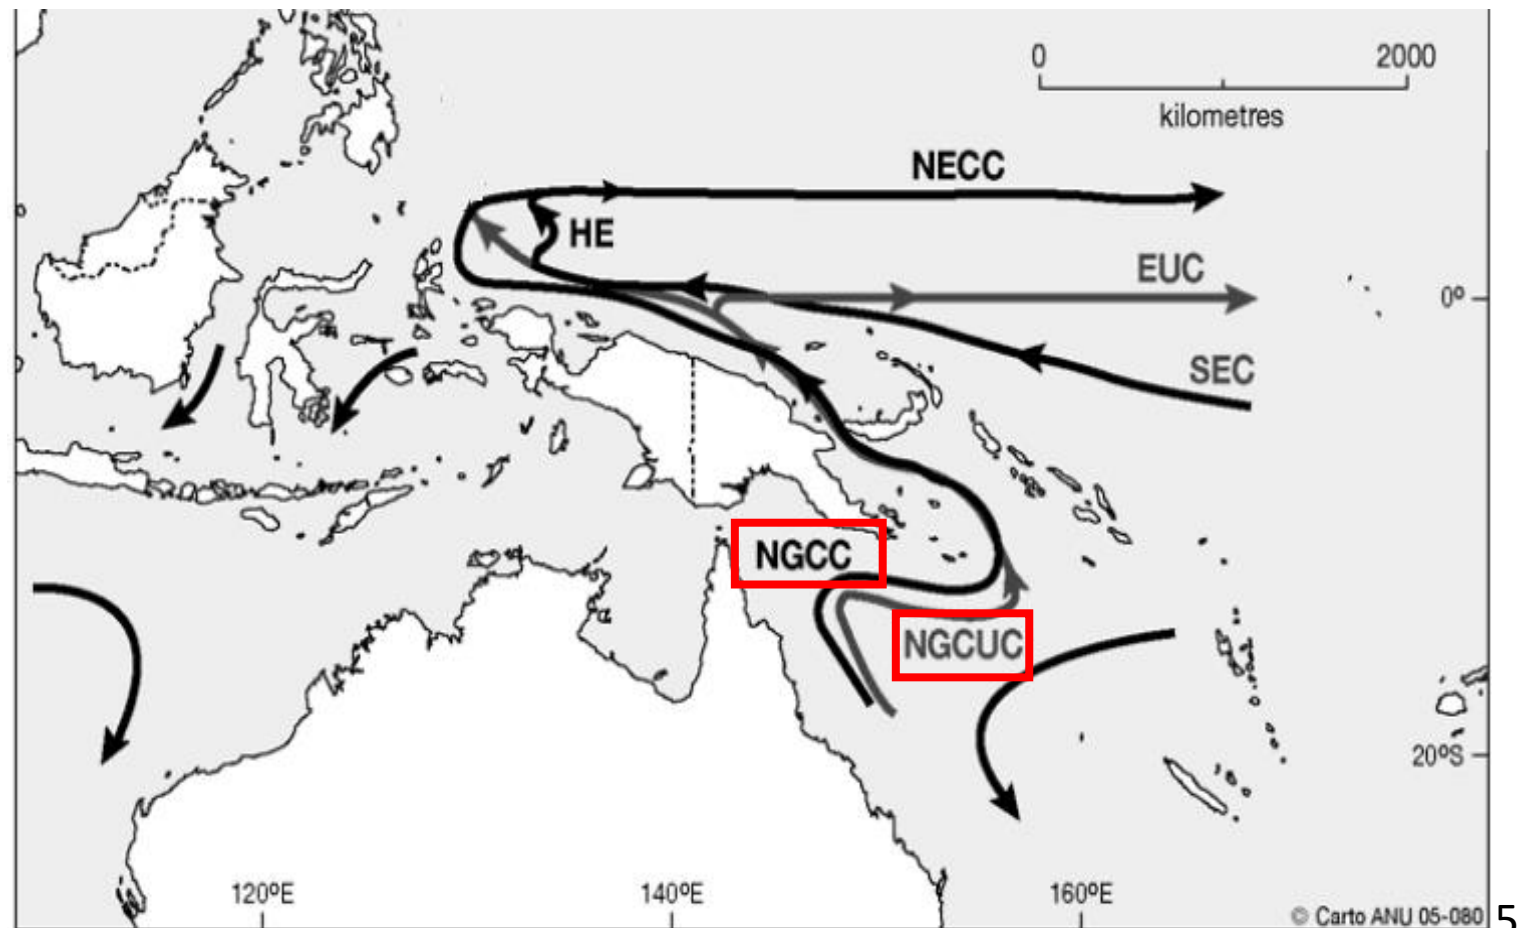 0 2000
kilometres
NECC
HE
EUC
0º
SEC
NGCC
NGCUC
20ºS
120ºE 140ºE 160ºE
© Carto ANU 05-080
5